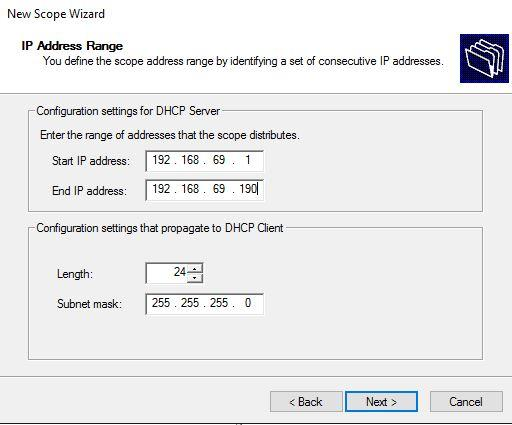 New Scope Wizard
IP Address Range
You define the scope address range by identifying a set of consecutive IP addresses.
Configuration settings for DHCP Server
Enter the range of addresses that the scope distributes.
Start IP address: 192 . 168 . 69 . 1
End IP address: 192 . 168 . 69 . 190
Configuration settings that propagate to DHCP Client
Length: 24
Subnet mask: 255 . 255 . 255 . 0
< Back Next > Cancel